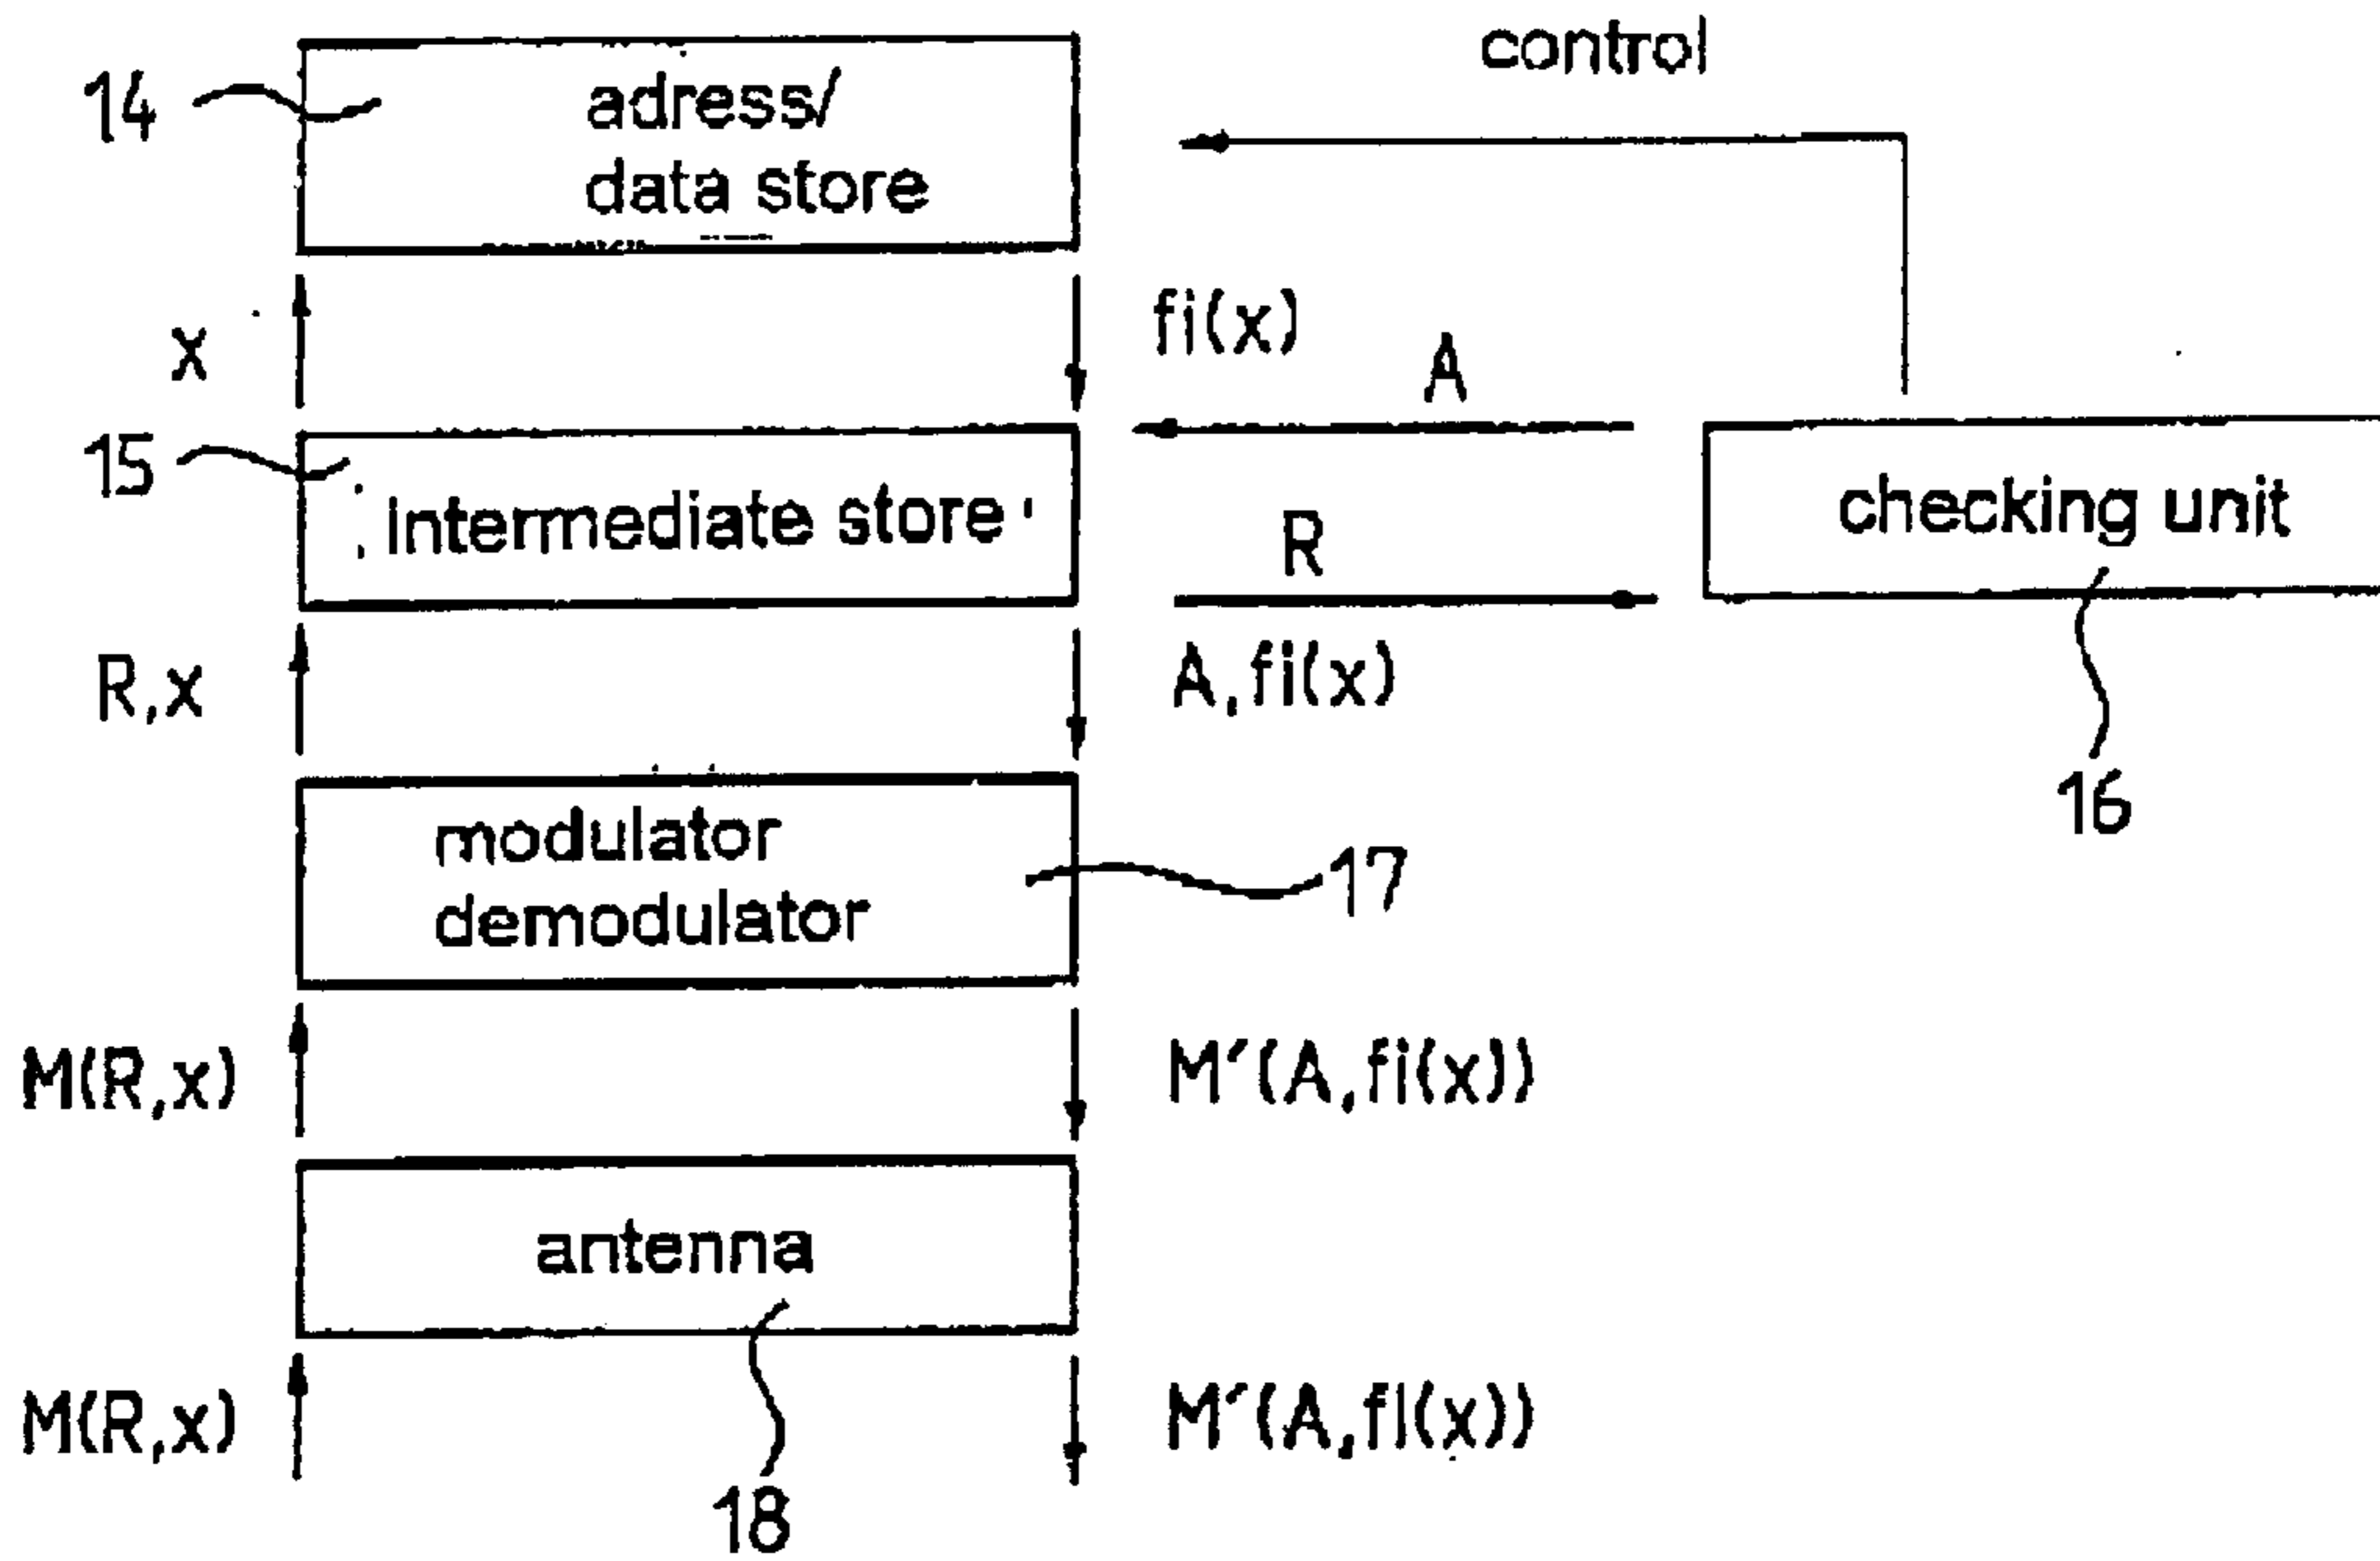 control
14
adress/
data store
x
fi(x)
A
15
intermediate store
R
checking unit
R,x
A,fi(x)
16
modulator
demodulator
17
M(R,x)
M′(A,fi(x))
antenna
M(R,x)
M′(A,fi(x))
18